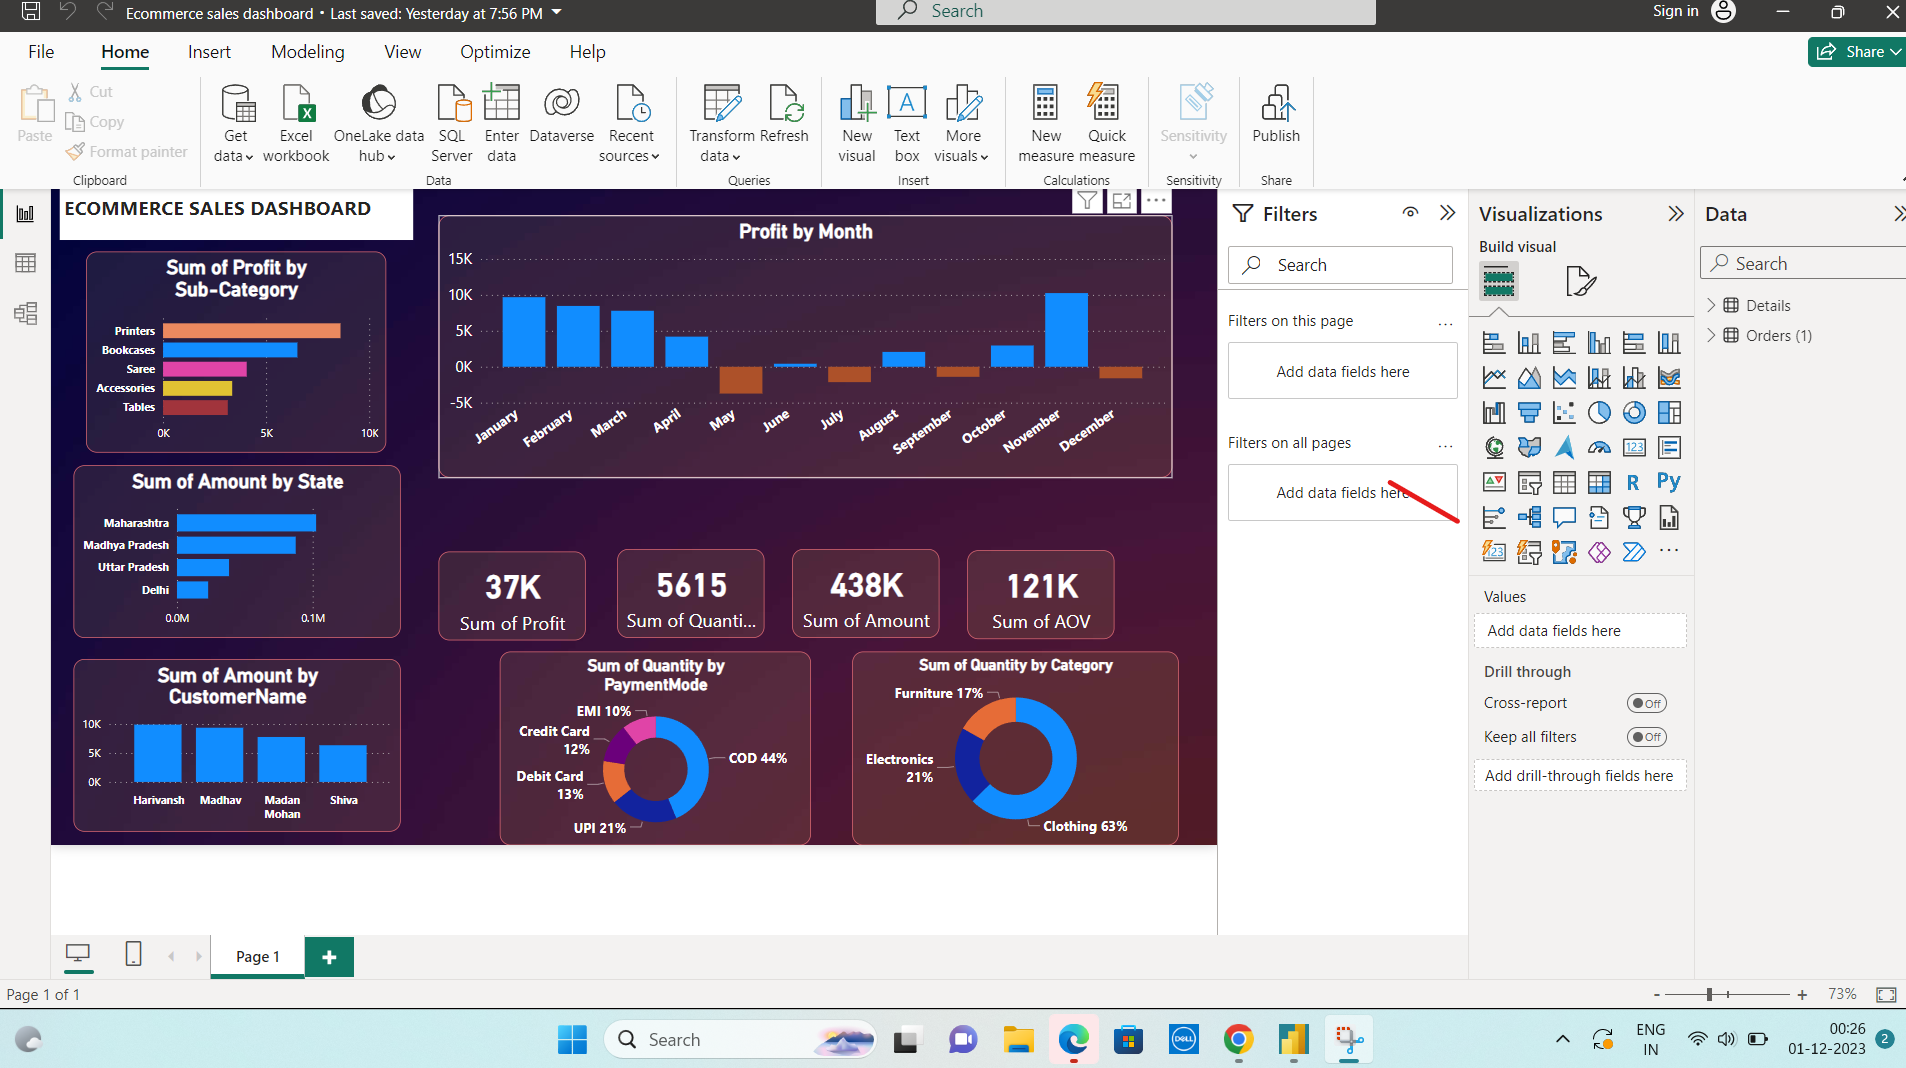 Ecommerce sales dashboard • Last saved: Yesterday at 7:56 PM
Search
Sign in
File Home Insert Modeling View Optimize Help
Share
Paste
Cut
Copy
Format painter
Clipboard
Get data
Excel workbook
OneLake data hub
SQL Server
Enter data
Dataverse
Recent sources
Data
Transform data
Refresh
Queries
New visual
Text box
More visuals
Insert
New measure
Quick measure
Calculations
Sensitivity
Sensitivity
Publish
Share
ECOMMERCE SALES DASHBOARD
Sum of Profit by
Sub-Category
Printers
Bookcases
Saree
Accessories
Tables
0K 5K 10K
Sum of Amount by State
Maharashtra
Madhya Pradesh
Uttar Pradesh
Delhi
0.0M 0.1M
Sum of Amount by
CustomerName
10K
5K
0K
Harivansh Madhav Madan
Mohan Shiva
Profit by Month
15K
10K
5K
0K
-5K
January February March April May June July August September October November December
37K
Sum of Profit
5615
Sum of Quanti...
438K
Sum of Amount
121K
Sum of AOV
Sum of Quantity by
PaymentMode
EMI 10%
Credit Card
12%
Debit Card
13%
UPI 21%
COD 44%
Sum of Quantity by Category
Furniture 17%
Electronics
21%
Clothing 63%
Filters
Search
Filters on this page
Add data fields here
Filters on all pages
Add data fields here
Visualizations
Build visual
123
R
Py
123
Values
Add data fields here
Drill through
Cross-report
Off
Keep all filters
Off
Add drill-through fields here
Data
Search
Details
Orders (1)
Page 1
Page 1 of 1
- + 73%
Search
DELL
ENG
IN
00:26
01-12-2023
2